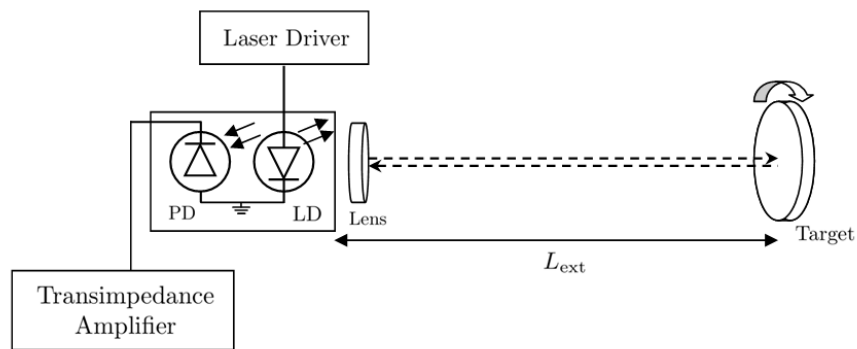 Laser Driver
PD
LD
Lens
Target
L_ext
Transimpedance
Amplifier